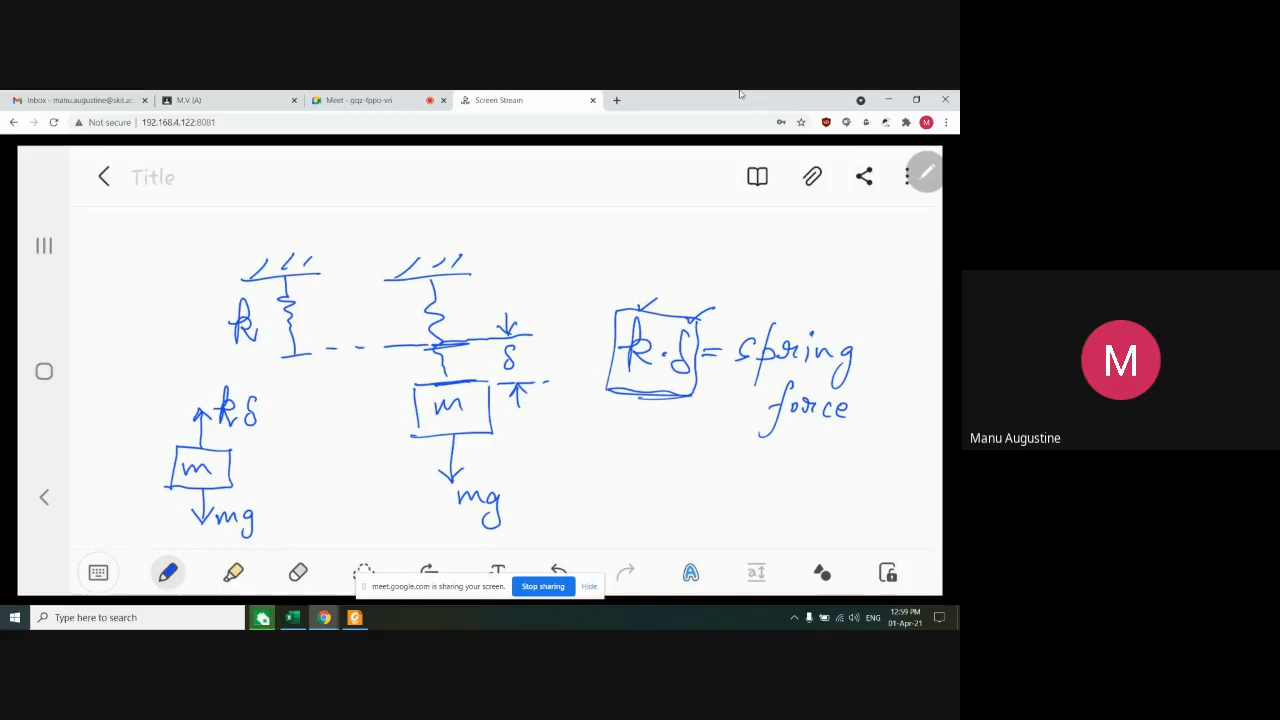 Inbox - manu.augustine@skit.ac
M.V (A)
Meet - gqz-fppo-vri
Screen Stream
Not secure
192.168.4.122:8081
M
Title
k
δ
m
mg
kδ
m
mg
k.δ = spring
force
meet.google.com is sharing your screen.
Stop sharing
Hide
Type here to search
ENG
12:59 PM
01-Apr-21
M
Manu Augustine